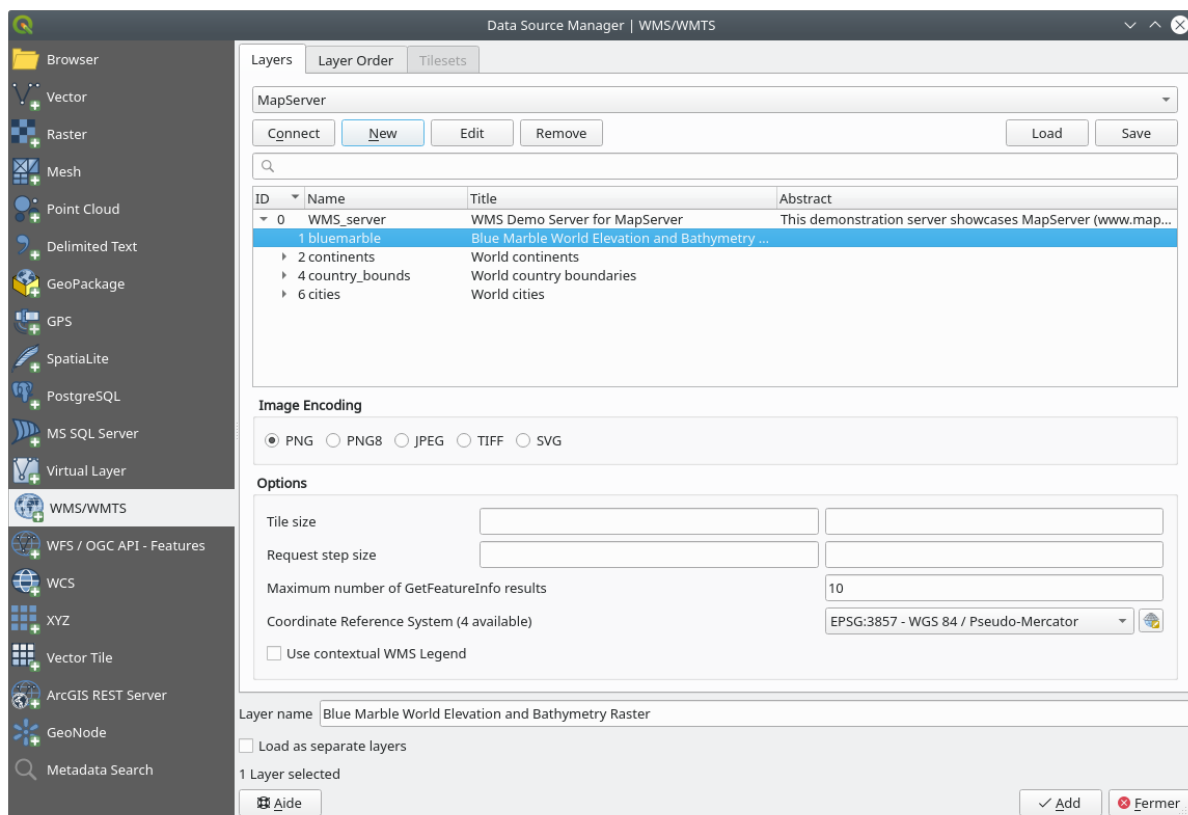 Data Source Manager | WMS/WMTS
Browser
Vector
Raster
Mesh
Point Cloud
Delimited Text
GeoPackage
GPS
SpatiaLite
PostgreSQL
MS SQL Server
Virtual Layer
WMS/WMTS
WFS / OGC API - Features
WCS
XYZ
Vector Tile
ArcGIS REST Server
GeoNode
Metadata Search
Layers Layer Order Tilesets
MapServer
Connect New Edit Remove Load Save
ID Name Title Abstract
0 WMS_server WMS Demo Server for MapServer This demonstration server showcases MapServer (www.map...
1 bluemarble Blue Marble World Elevation and Bathymetry ...
2 continents World continents
4 country_bounds World country boundaries
6 cities World cities
Image Encoding
PNG PNG8 JPEG TIFF SVG
Options
Tile size
Request step size
Maximum number of GetFeatureInfo results 10
Coordinate Reference System (4 available) EPSG:3857 - WGS 84 / Pseudo-Mercator
Use contextual WMS Legend
Layer name Blue Marble World Elevation and Bathymetry Raster
Load as separate layers
1 Layer selected
Aide Add Fermer